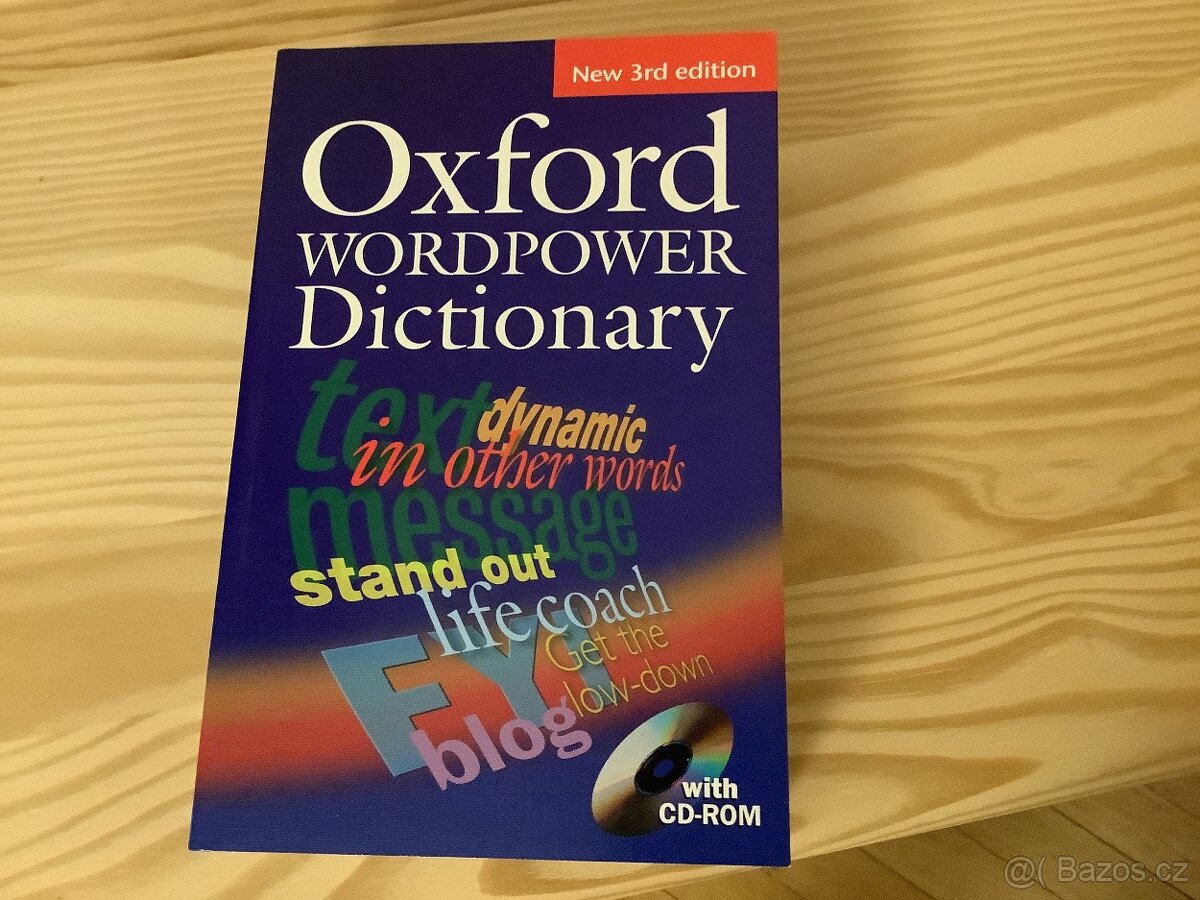 New 3rd edition
Oxford
WORDPOWER
Dictionary
text
dynamic
in other words
message
stand out
life coach
FYI
Get the
low-down
blog
with
CD-ROM
@( Bazos.cz